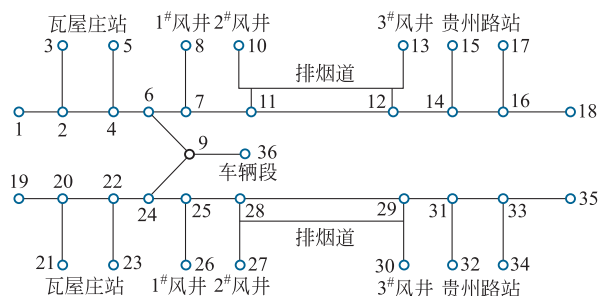 瓦屋庄站 1#风井 2#风井 3#风井 贵州路站
3 5 8 10 13 15 17
排烟道
6 11 12 14 16
1 2 4 7 18
9
36
车辆段
19 20 22 24 25 28 29 31 33 35
排烟道
21 23 26 27 30 32 34
瓦屋庄站 1#风井 2#风井 3#风井 贵州路站